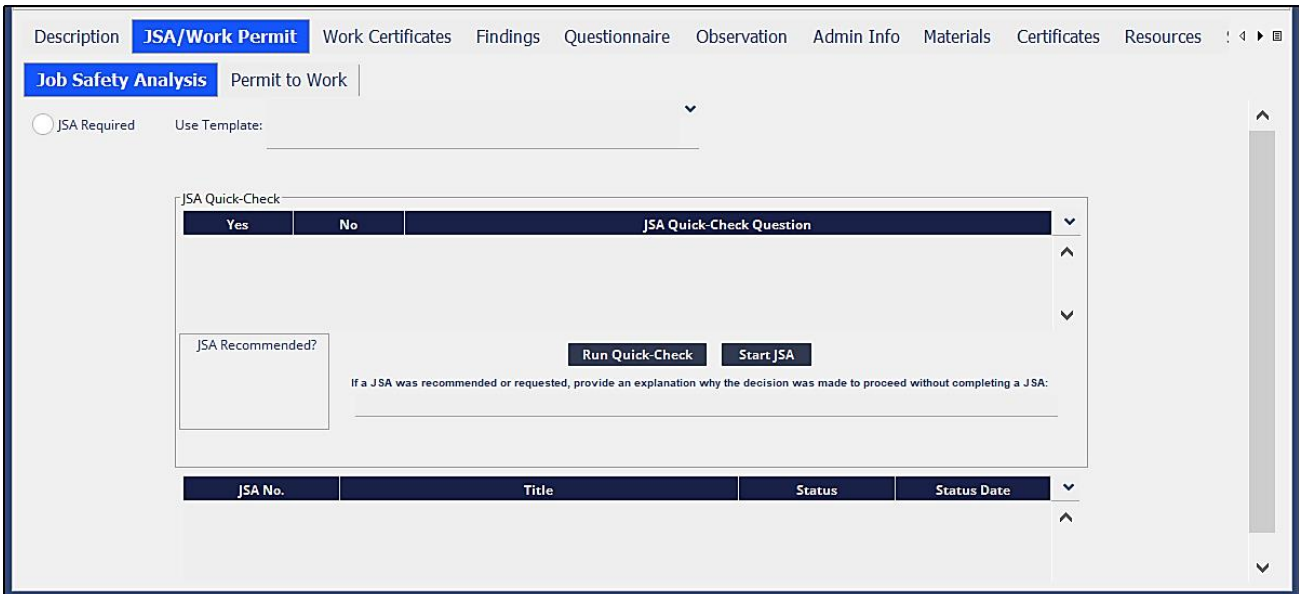 Description JSA/Work Permit Work Certificates Findings Questionnaire Observation Admin Info Materials Certificates Resources
Job Safety Analysis Permit to Work
JSA Required Use Template:
JSA Quick-Check
Yes No JSA Quick-Check Question
JSA Recommended?
Run Quick-Check Start JSA
If a JSA was recommended or requested, provide an explanation why the decision was made to proceed without completing a JSA:
JSA No. Title Status Status Date